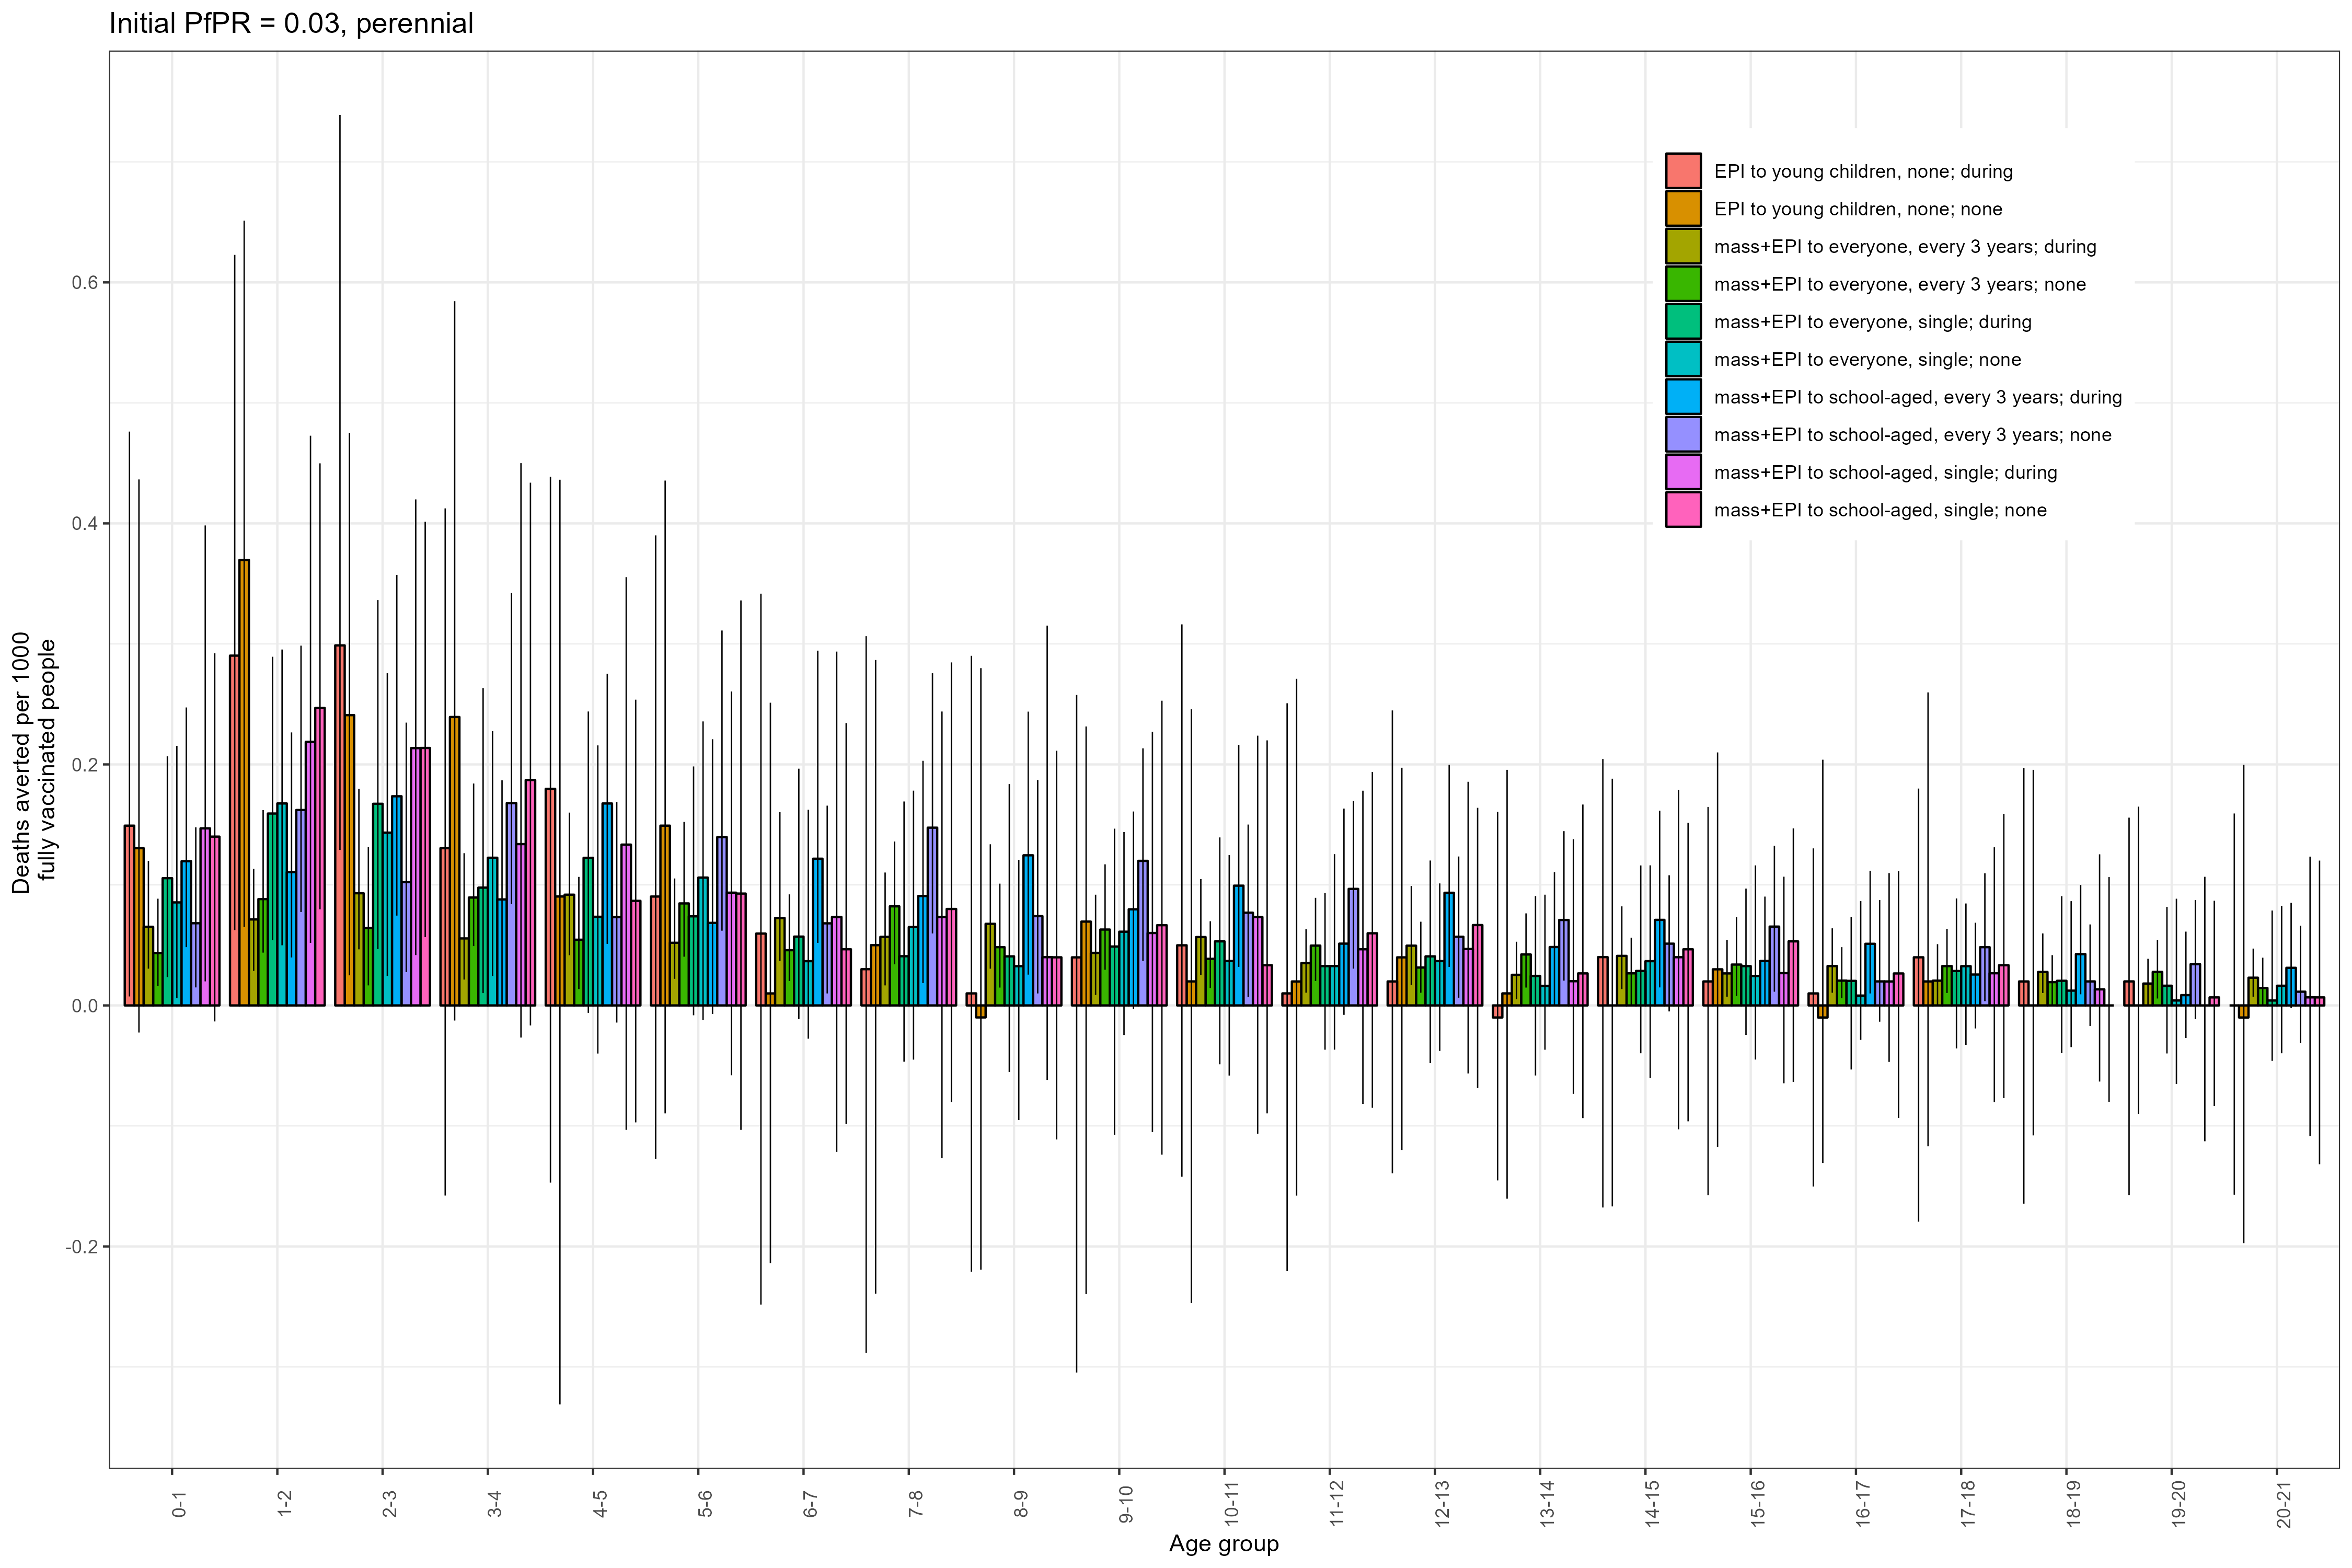 Initial PfPR = 0.03, perennial
Deaths averted per 1000
fully vaccinated people
0.6
0.4
0.2
0.0
-0.2
EPI to young children, none; during
EPI to young children, none; none
mass+EPI to everyone, every 3 years; during
mass+EPI to everyone, every 3 years; none
mass+EPI to everyone, single; during
mass+EPI to everyone, single; none
mass+EPI to school-aged, every 3 years; during
mass+EPI to school-aged, every 3 years; none
mass+EPI to school-aged, single; during
mass+EPI to school-aged, single; none
0-1
1-2
2-3
3-4
4-5
5-6
6-7
7-8
8-9
9-10
10-11
11-12
12-13
13-14
14-15
15-16
16-17
17-18
18-19
19-20
20-21
Age group